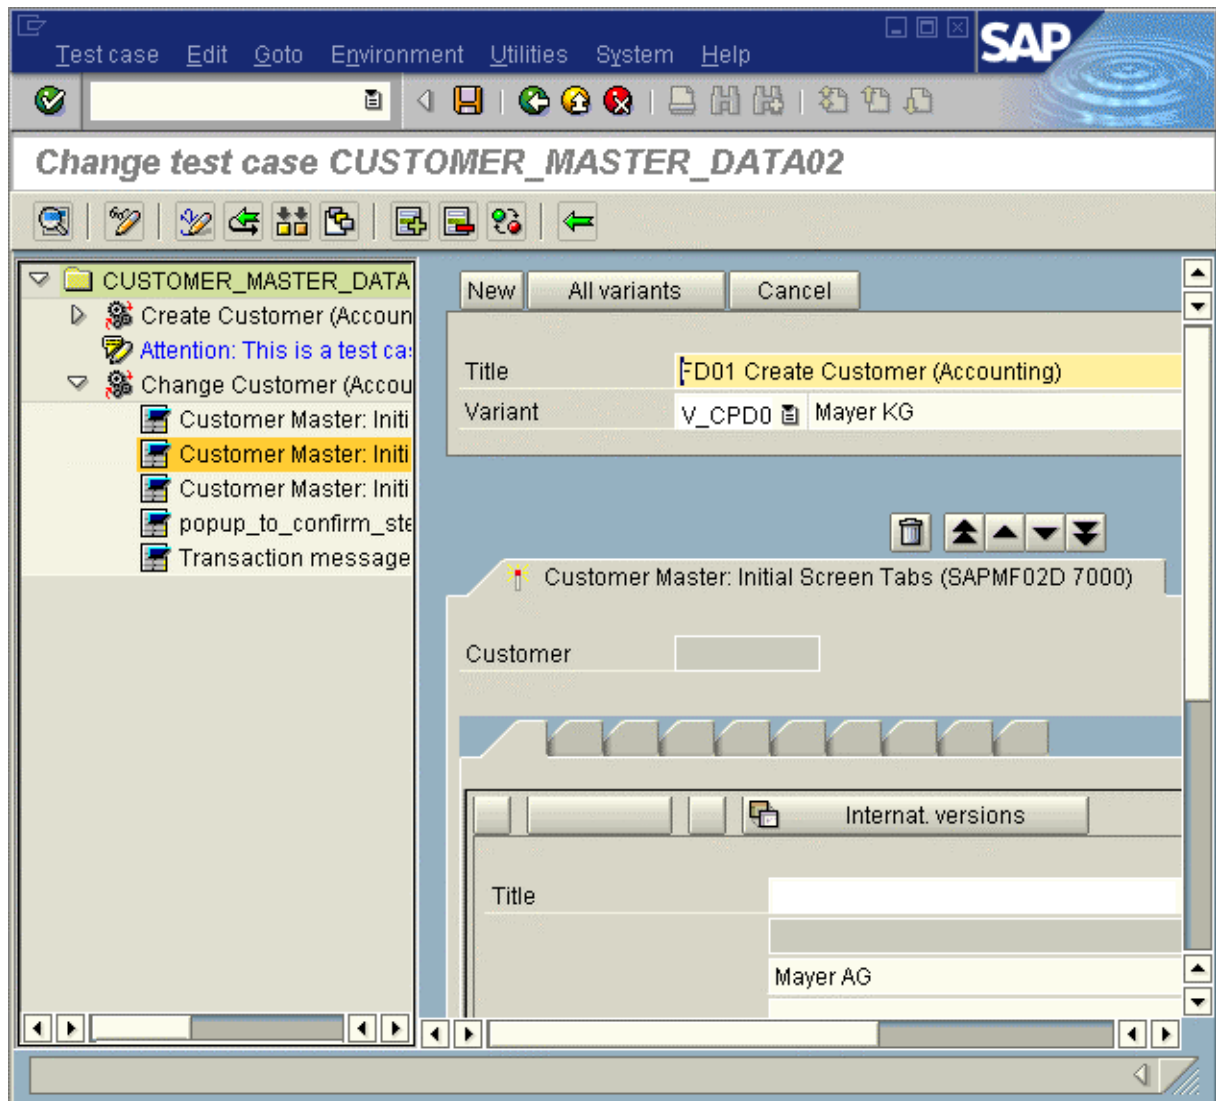 Test case Edit Goto Environment Utilities System Help
SAP
Change test case CUSTOMER_MASTER_DATA02
CUSTOMER_MASTER_DATA
Create Customer (Accoun
Attention: This is a test ca
Change Customer (Accou
Customer Master: Initi
Customer Master: Initi
Customer Master: Initi
popup_to_confirm_ste
Transaction message
New All variants Cancel
Title FD01 Create Customer (Accounting)
Variant V_CPD0 Mayer KG
Customer Master: Initial Screen Tabs (SAPMF02D 7000)
Customer
Internat. versions
Title
Mayer AG